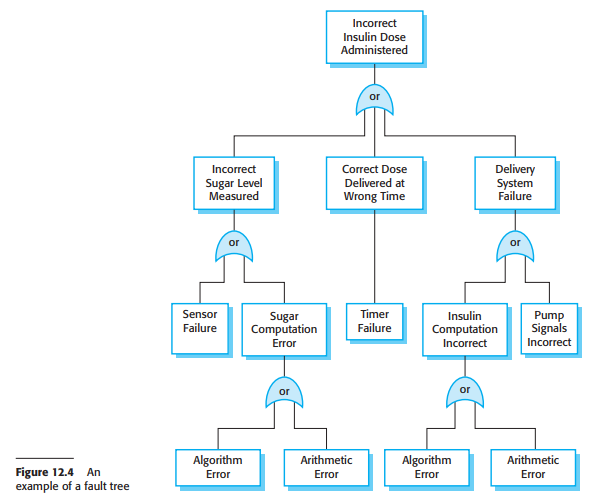 Incorrect
Insulin Dose
Administered
or
Incorrect
Sugar Level
Measured
Correct Dose
Delivered at
Wrong Time
Delivery
System
Failure
or
or
Sensor
Failure
Sugar
Computation
Error
Timer
Failure
Insulin
Computation
Incorrect
Pump
Signals
Incorrect
or
or
Algorithm
Error
Arithmetic
Error
Algorithm
Error
Arithmetic
Error
Figure 12.4 An
example of a fault tree